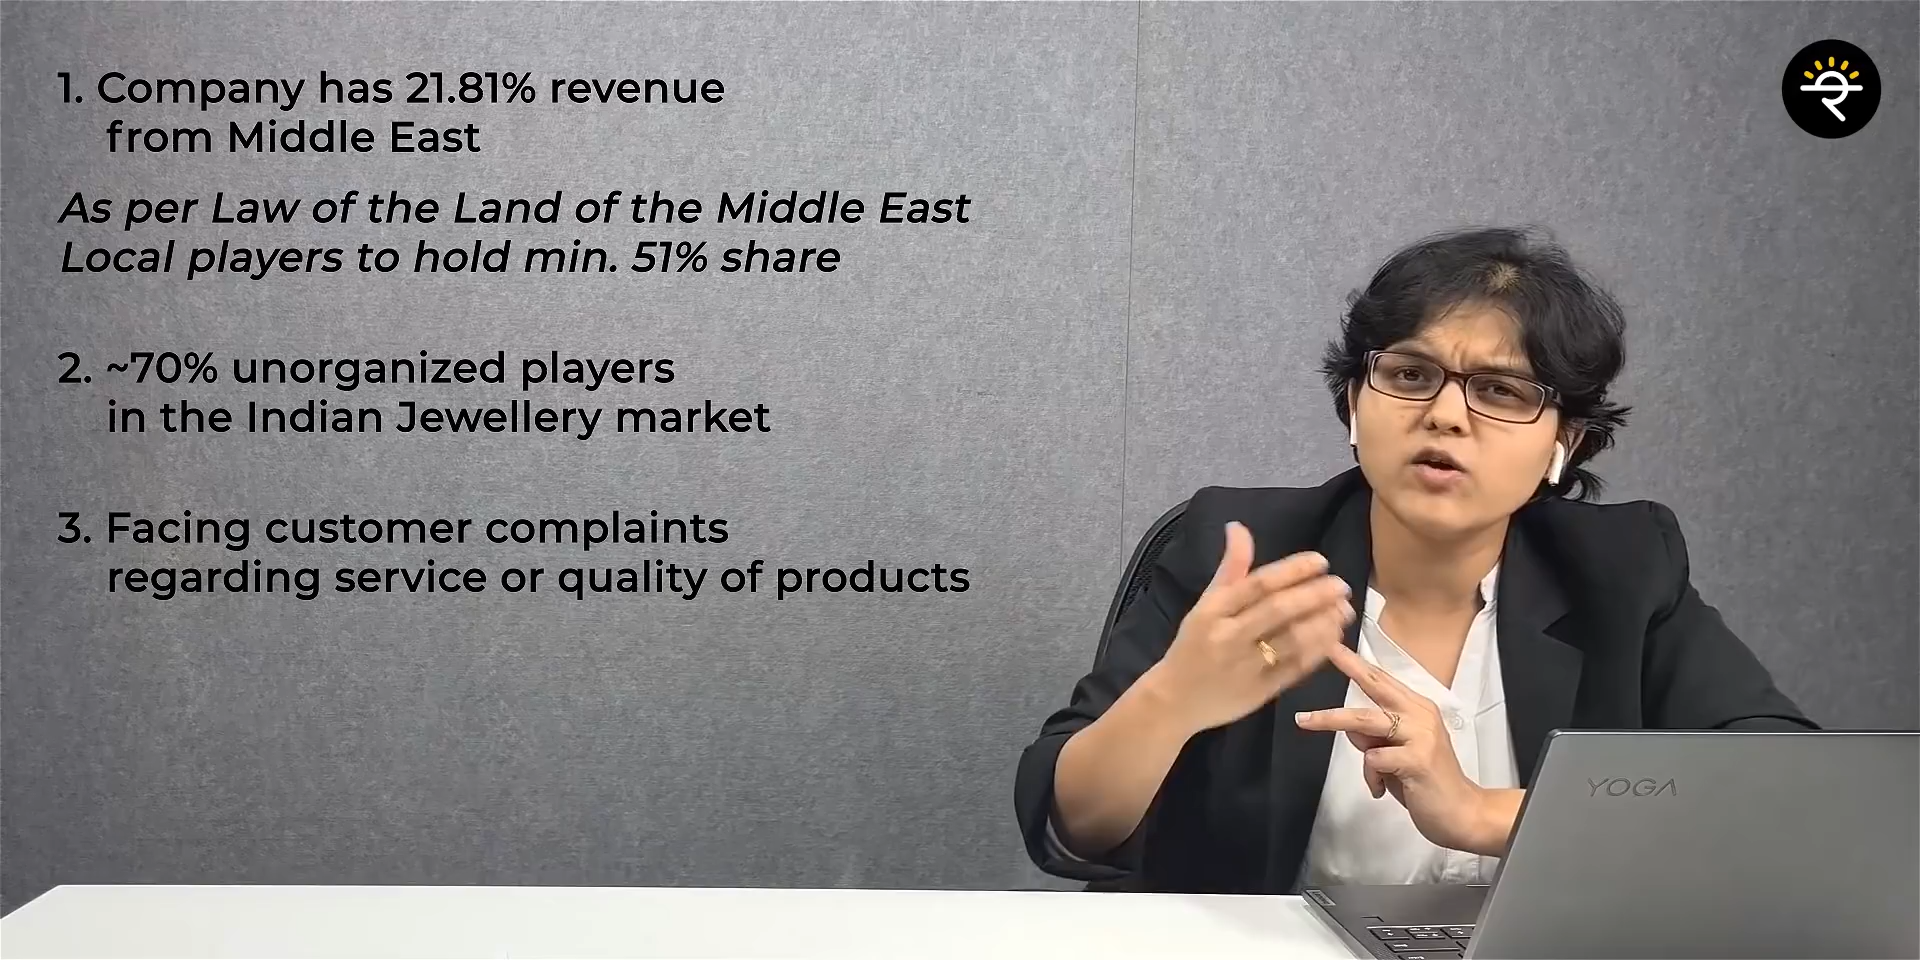 1. Company has 21.81% revenue
from Middle East
As per Law of the Land of the Middle East
Local players to hold min. 51% share
2. ~70% unorganized players
in the Indian Jewellery market
3. Facing customer complaints
regarding service or quality of products
YOGA